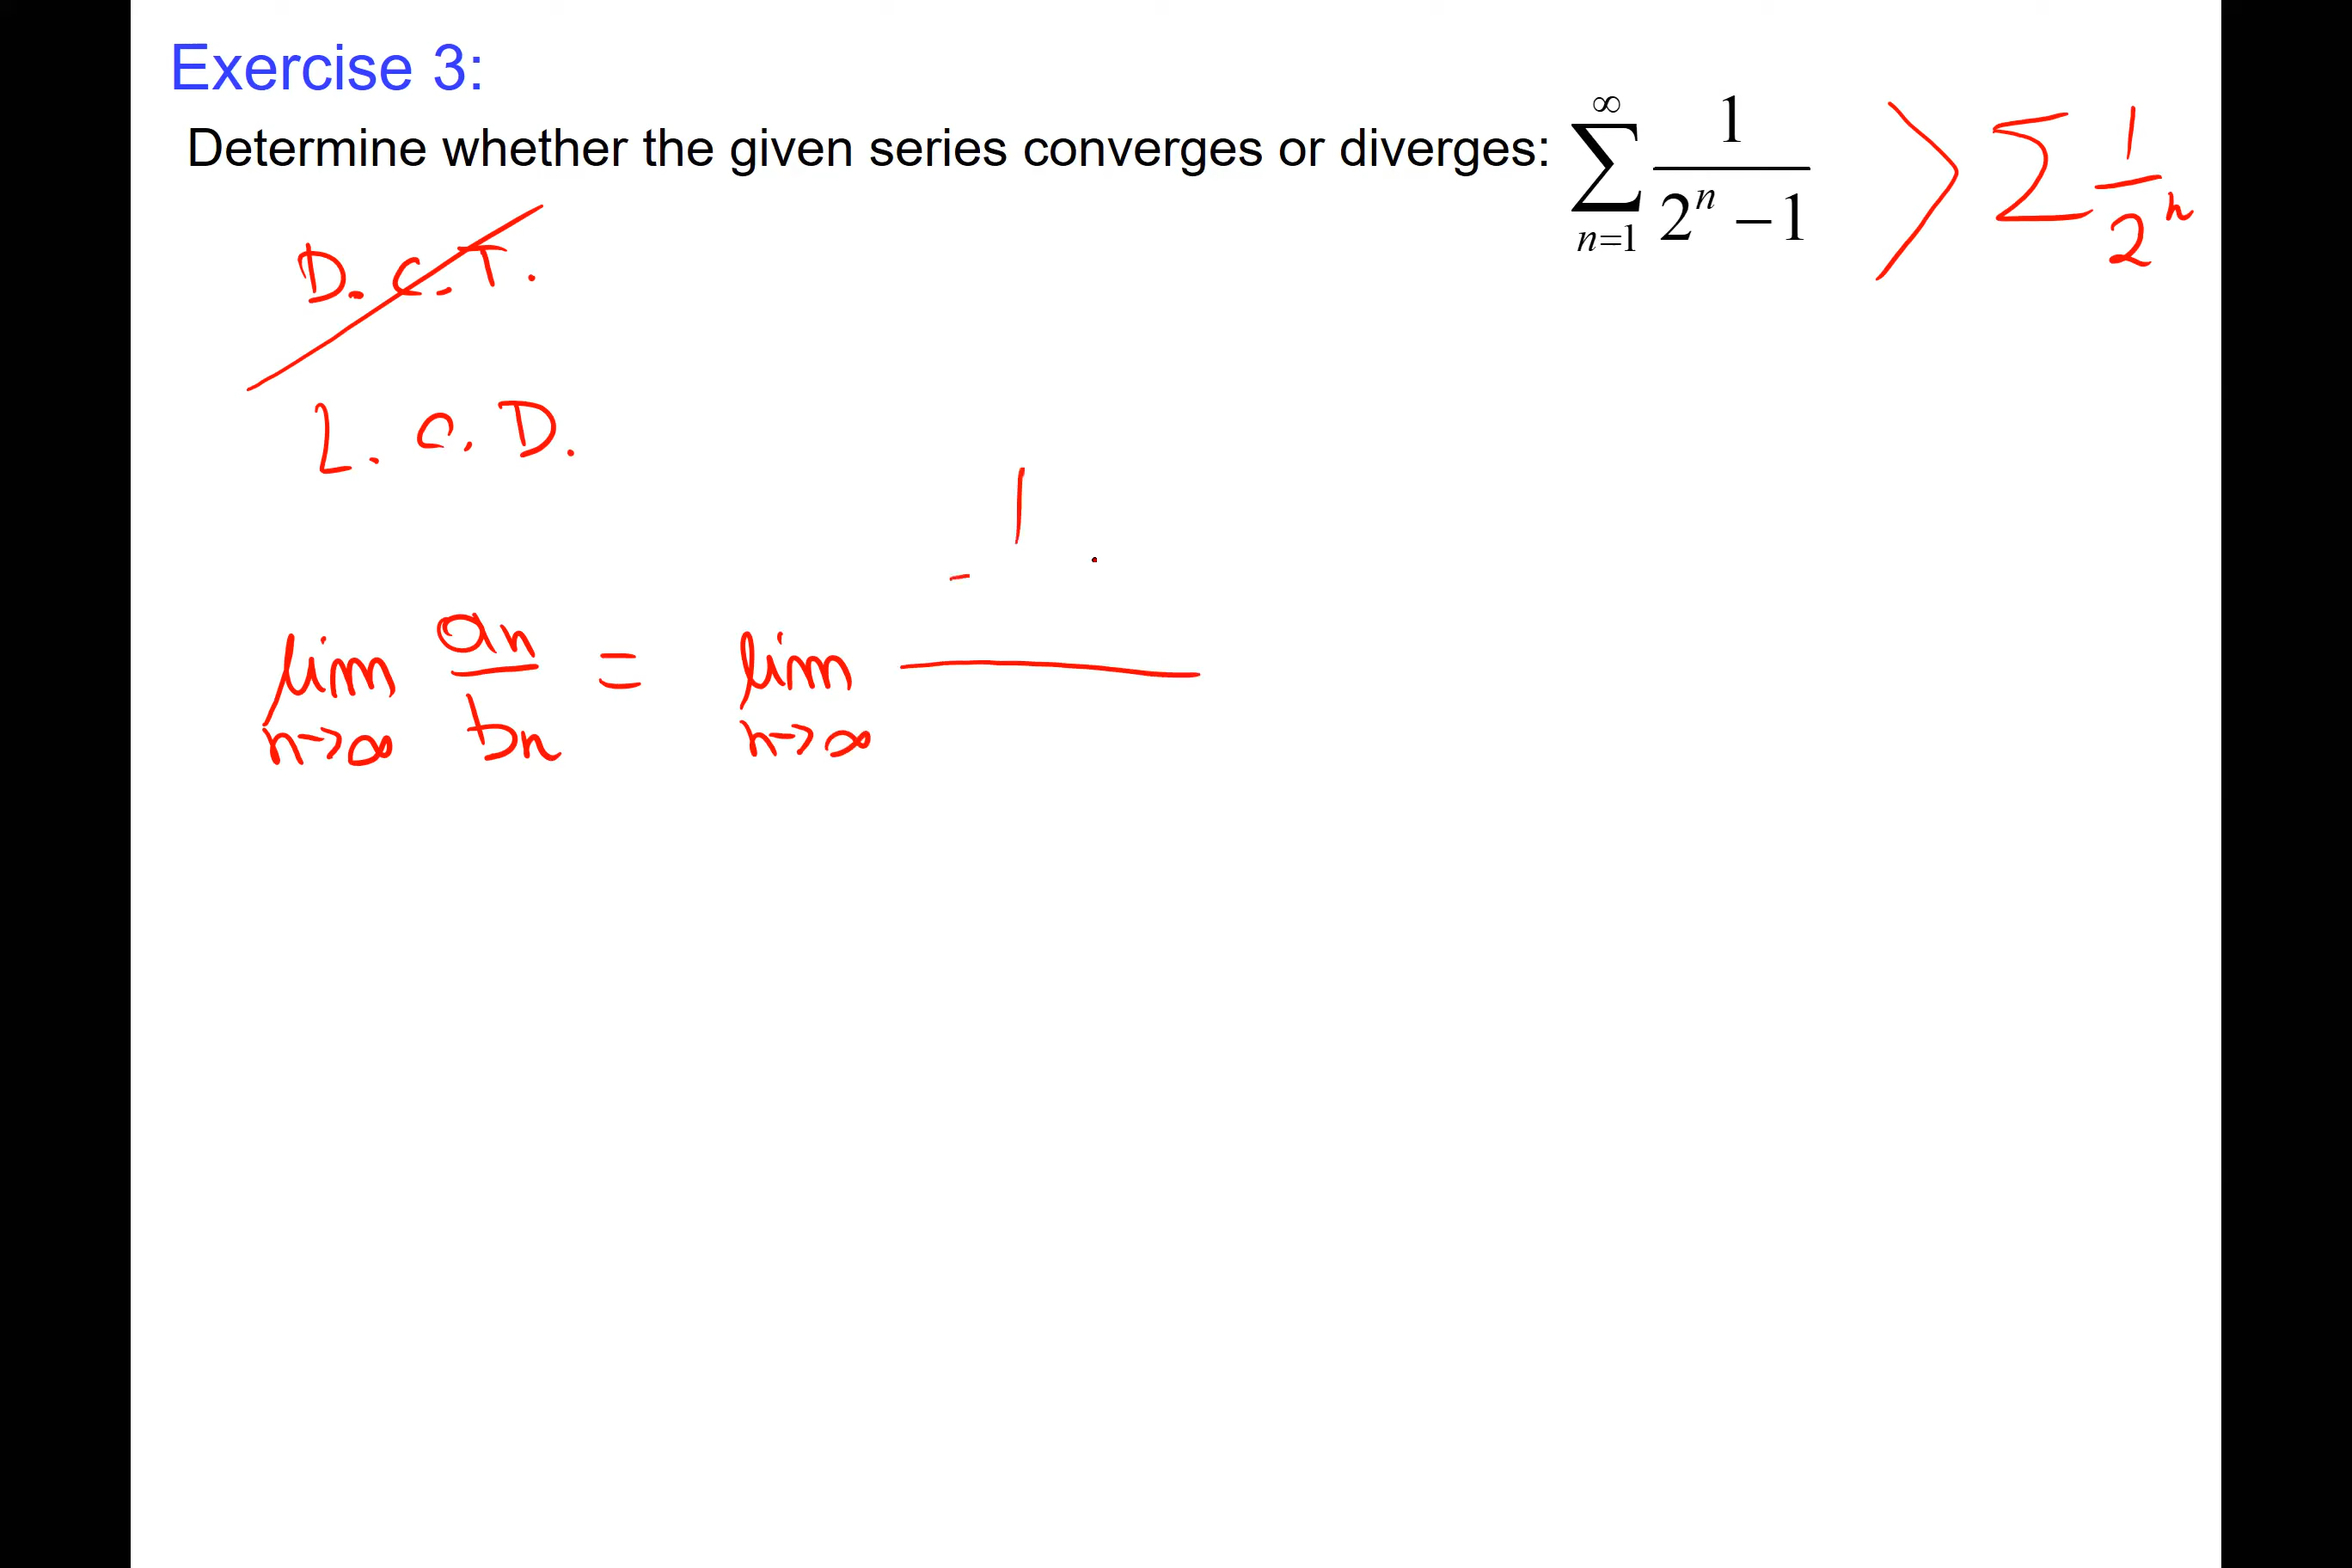 Exercise 3:
Determine whether the given series converges or diverges: ∑_{n=1}^{∞} 1/(2^n − 1) > ∑ 1/2^n
D.C.T.
L.C.D.
lim_{n→∞} a_n/b_n = lim_{n→∞} 1